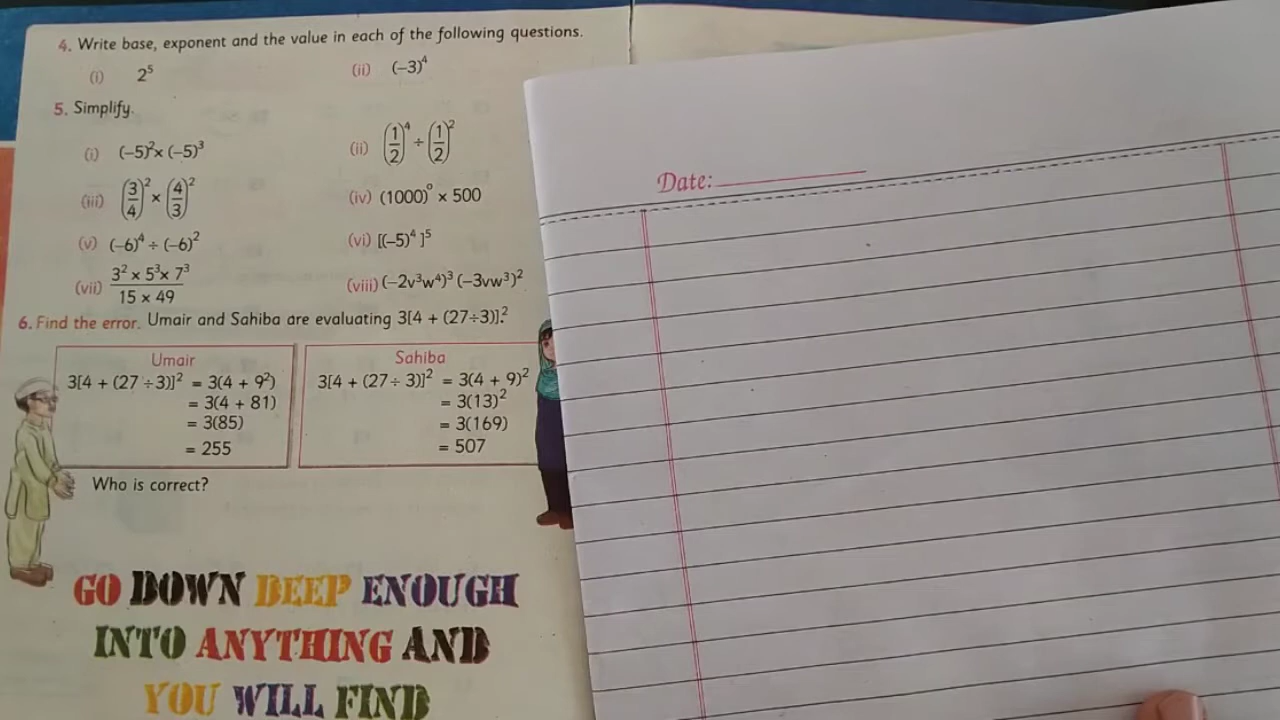 4. Write base, exponent and the value in each of the following questions.
(i) 2⁵ (ii) (−3)⁴
5. Simplify.
(i) (−5)²× (−5)³ (ii) (1/2)⁴ ÷ (1/2)²
(iii) (3/4)² × (4/3)² (iv) (1000)⁰ × 500
(v) (−6)⁴ ÷ (−6)² (vi) [(−5)⁴ ]⁵
(vii) 3² × 5³× 7³ / 15 × 49 (viii) (−2v³w⁴)³ (−3vw³)²
6. Find the error. Umair and Sahiba are evaluating 3[4 + (27÷3)].²
Umair
3[4 + (27 ÷3)]² = 3(4 + 9²)
= 3(4 + 81)
= 3(85)
= 255
Sahiba
3[4 + (27÷ 3)]² = 3(4 + 9)²
= 3(13)²
= 3(169)
= 507
Who is correct?
GO DOWN DEEP ENOUGH
INTO ANYTHING AND
YOU WILL FIND
Date: